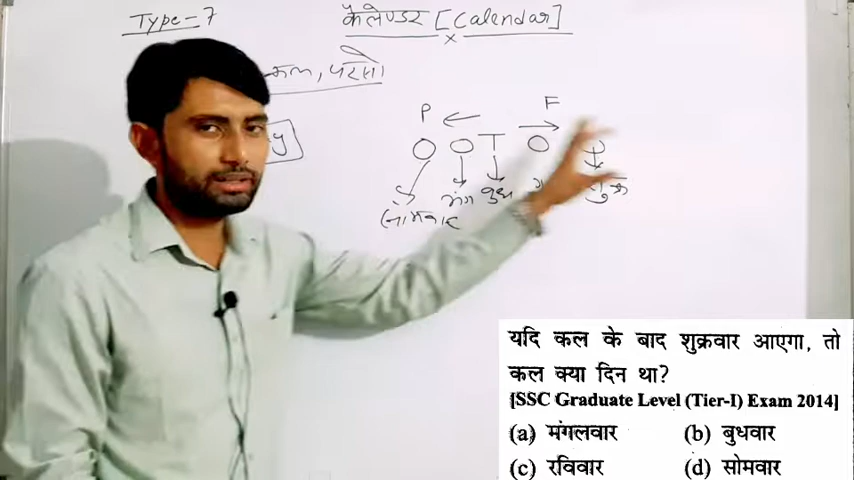 Type-7
कैलेण्डर [Calendar]
x
कल, परसो
P F
T
मंग बुध शुक्र
सोमवार
यदि कल के बाद शुक्रवार आएगा, तो
कल क्या दिन था?
[SSC Graduate Level (Tier-I) Exam 2014]
(a) मंगलवार (b) बुधवार
(c) रविवार (d) सोमवार